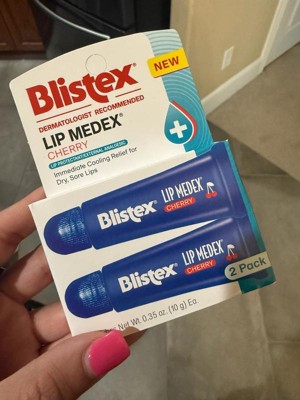 NEW
Blistex®
DERMATOLOGIST RECOMMENDED
LIP MEDEX®
CHERRY
LIP PROTECTANT/EXTERNAL ANALGESIC
Immediate Cooling Relief for
Dry, Sore Lips
Blistex® LIP MEDEX®
CHERRY
Blistex® LIP MEDEX®
CHERRY
2 Pack
Net Wt. 0.35 oz. (10 g) Ea.